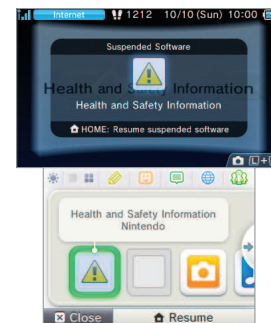 Internet 1212 10/10 (Sun) 10:00
Suspended Software
Health and Safety Information
Health and Safety Information
HOME: Resume suspended software
Health and Safety Information
Nintendo
Close Resume